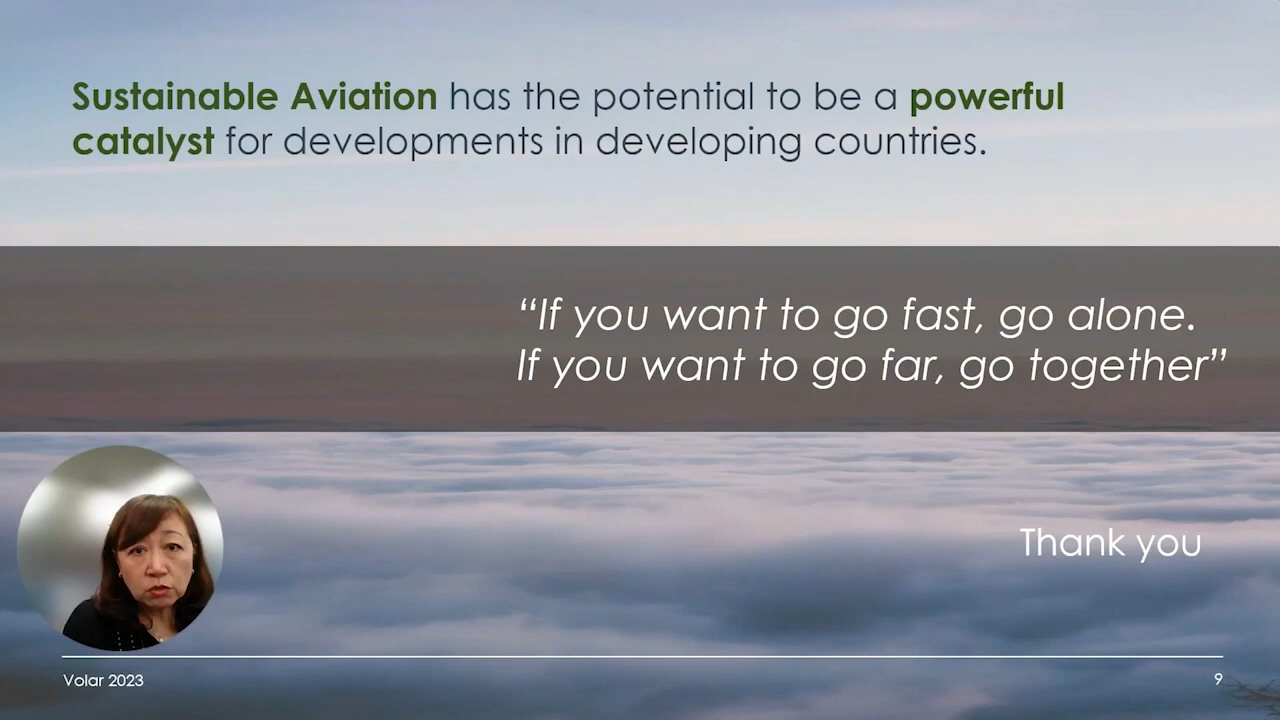 Sustainable Aviation has the potential to be a powerful
catalyst for developments in developing countries.
“If you want to go fast, go alone.
If you want to go far, go together”
Thank you
Volar 2023
9